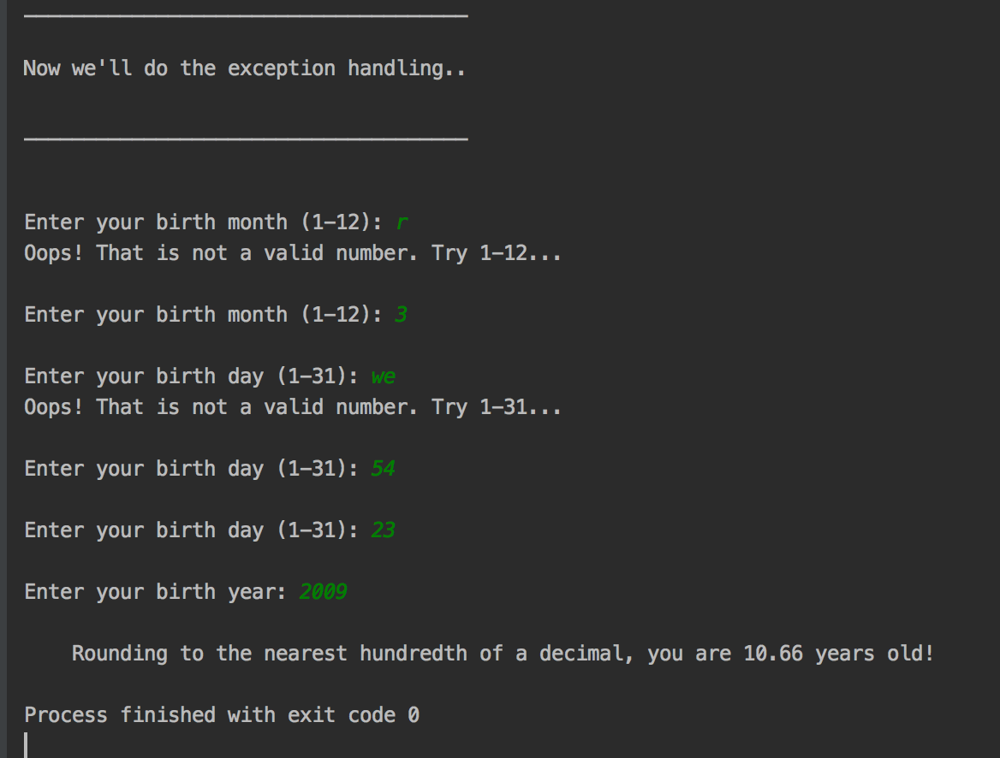 Now we'll do the exception handling..
Enter your birth month (1-12): r
Oops! That is not a valid number. Try 1-12...
Enter your birth month (1-12): 3
Enter your birth day (1-31): we
Oops! That is not a valid number. Try 1-31...
Enter your birth day (1-31): 54
Enter your birth day (1-31): 23
Enter your birth year: 2009
Rounding to the nearest hundredth of a decimal, you are 10.66 years old!
Process finished with exit code 0